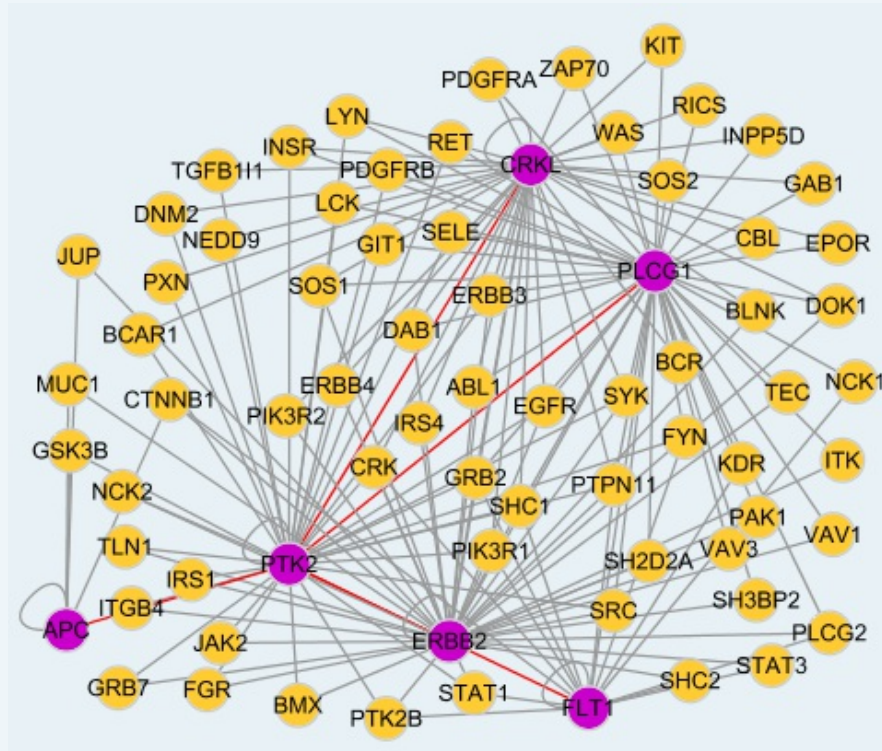 KIT
ZAP70
PDGFRA
RICS
LYN
WAS
INPP5D
RET
INSR
TGFB1I1
PDGFRB
CRKL
SOS2
GAB1
DNM2
LCK
NEDD9
GIT1
SELE
CBL
EPOR
JUP
PXN
SOS1
ERBB3
PLCG1
BLNK
DOK1
BCAR1
DAB1
BCR
MUC1
CTNNB1
ERBB4
ABL1
EGFR
SYK
TEC
NCK1
PIK3R2
IRS4
FYN
GSK3B
CRK
GRB2
PTPN11
KDR
ITK
NCK2
SHC1
PAK1
TLN1
PTK2
PIK3R1
SH2D2A
VAV3
VAV1
IRS1
ITGB4
SRC
SH3BP2
APC
JAK2
ERBB2
PLCG2
GRB7
FGR
STAT1
SHC2
STAT3
BMX
PTK2B
FLT1